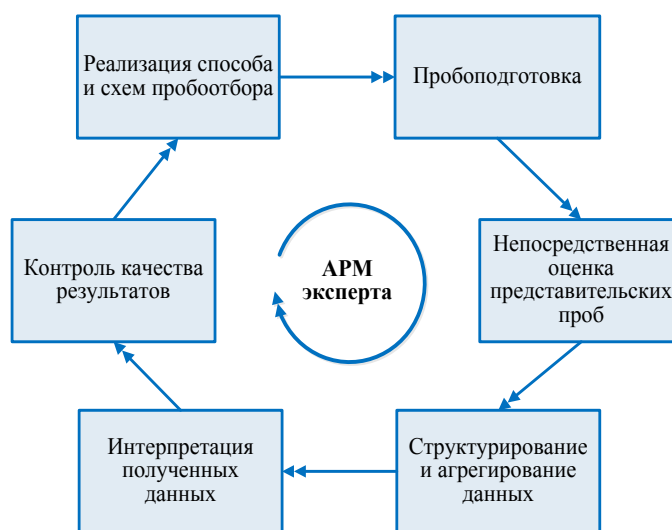 Реализация способа
и схем пробоотбора
Пробоподготовка
Непосредственная
оценка
представительских
проб
Структурирование
и агрегирование
данных
Интерпретация
полученных
данных
Контроль качества
результатов
АРМ
эксперта